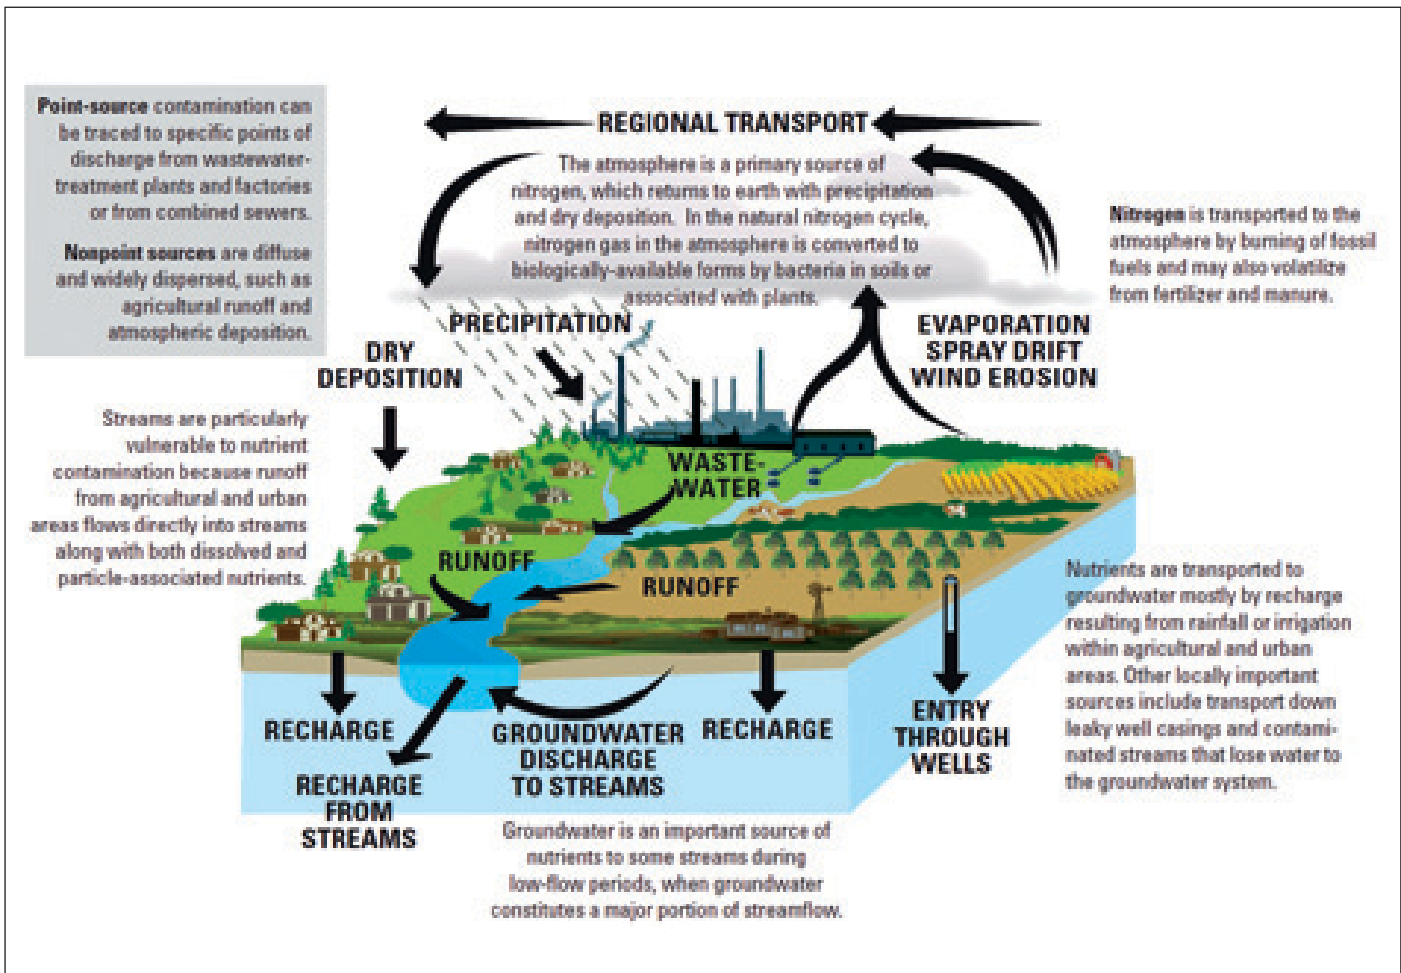 Point-source contamination can
be traced to specific points of
discharge from wastewater-
treatment plants and factories
or from combined sewers.
Nonpoint sources are diffuse
and widely dispersed, such as
agricultural runoff and
atmospheric deposition.
REGIONAL TRANSPORT
The atmosphere is a primary source of
nitrogen, which returns to earth with precipitation
and dry deposition. In the natural nitrogen cycle,
nitrogen gas in the atmosphere is converted to
biologically-available forms by bacteria in soils or
associated with plants.
Nitrogen is transported to the
atmosphere by burning of fossil
fuels and may also volatilize
from fertilizer and manure.
PRECIPITATION
EVAPORATION
SPRAY DRIFT
WIND EROSION
DRY
DEPOSITION
Streams are particularly
vulnerable to nutrient
contamination because runoff
from agricultural and urban
areas flows directly into streams
along with both dissolved and
particle-associated nutrients.
WASTE-
WATER
RUNOFF
RUNOFF
Nutrients are transported to
groundwater mostly by recharge
resulting from rainfall or irrigation
within agricultural and urban
areas. Other locally important
sources include transport down
leaky well casings and contami-
nated streams that lose water to
the groundwater system.
RECHARGE
RECHARGE
FROM
STREAMS
GROUNDWATER
DISCHARGE
TO STREAMS
RECHARGE
ENTRY
THROUGH
WELLS
Groundwater is an important source of
nutrients to some streams during
low-flow periods, when groundwater
constitutes a major portion of streamflow.